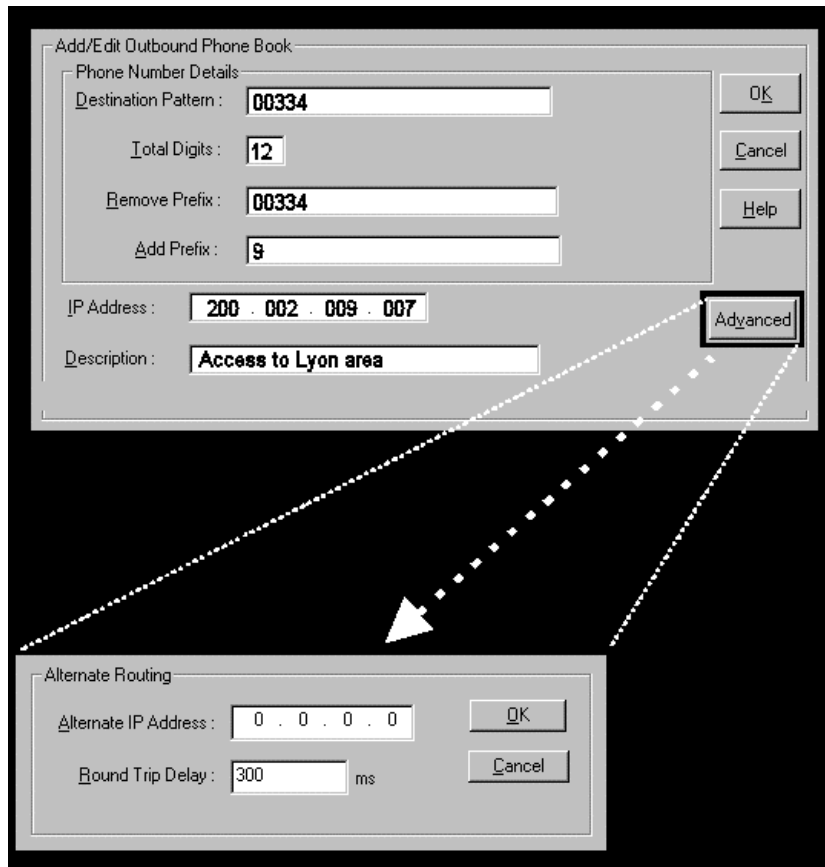 Add/Edit Outbound Phone Book
Phone Number Details
Destination Pattern : 00334
OK
Total Digits : 12
Cancel
Remove Prefix : 00334
Help
Add Prefix : 9
IP Address : 200 . 002 . 009 . 007
Advanced
Description : Access to Lyon area
Alternate Routing
Alternate IP Address : 0 . 0 . 0 . 0
OK
Round Trip Delay : 300 ms
Cancel